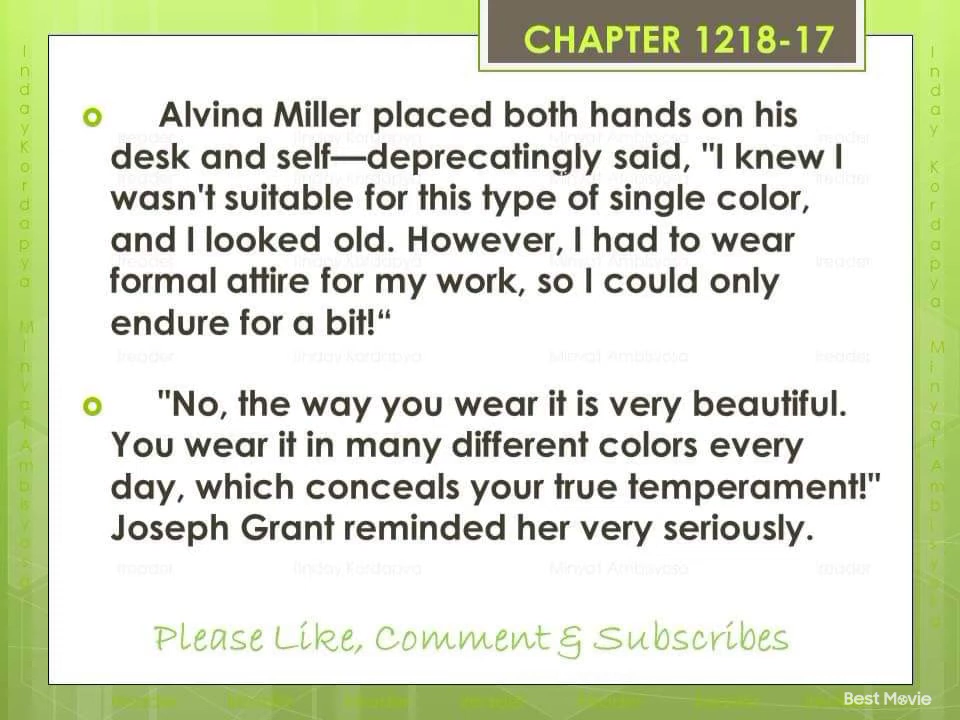 CHAPTER 1218-17
Alvina Miller placed both hands on his
desk and self—deprecatingly said, "I knew I
wasn't suitable for this type of single color,
and I looked old. However, I had to wear
formal attire for my work, so I could only
endure for a bit!“
"No, the way you wear it is very beautiful.
You wear it in many different colors every
day, which conceals your true temperament!"
Joseph Grant reminded her very seriously.
Please Like, Comment & Subscribes
Best Movie